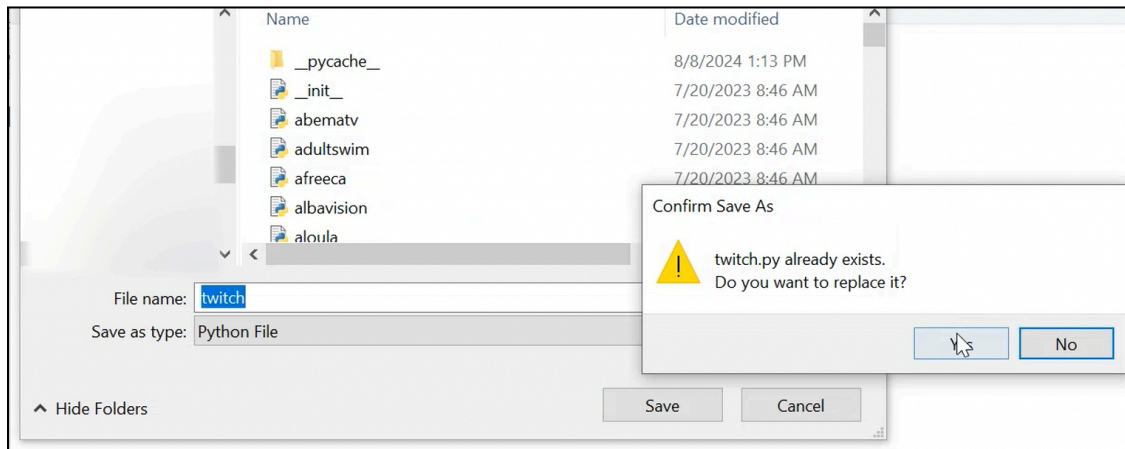 Name Date modified
__pycache__ 8/8/2024 1:13 PM
__init__ 7/20/2023 8:46 AM
abematv 7/20/2023 8:46 AM
adultswim 7/20/2023 8:46 AM
afreeca 7/20/2023 8:46 AM
albavision
aloula
Confirm Save As
twitch.py already exists.
Do you want to replace it?
Yes No
File name: twitch
Save as type: Python File
Hide Folders Save Cancel